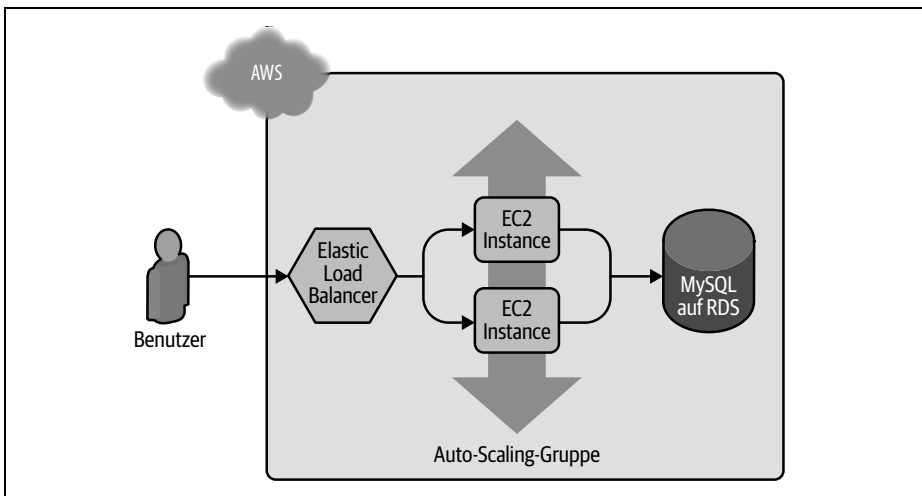 AWS
EC2
Instance
Elastic
Load
Balancer
MySQL
auf RDS
EC2
Instance
Benutzer
Auto-Scaling-Gruppe